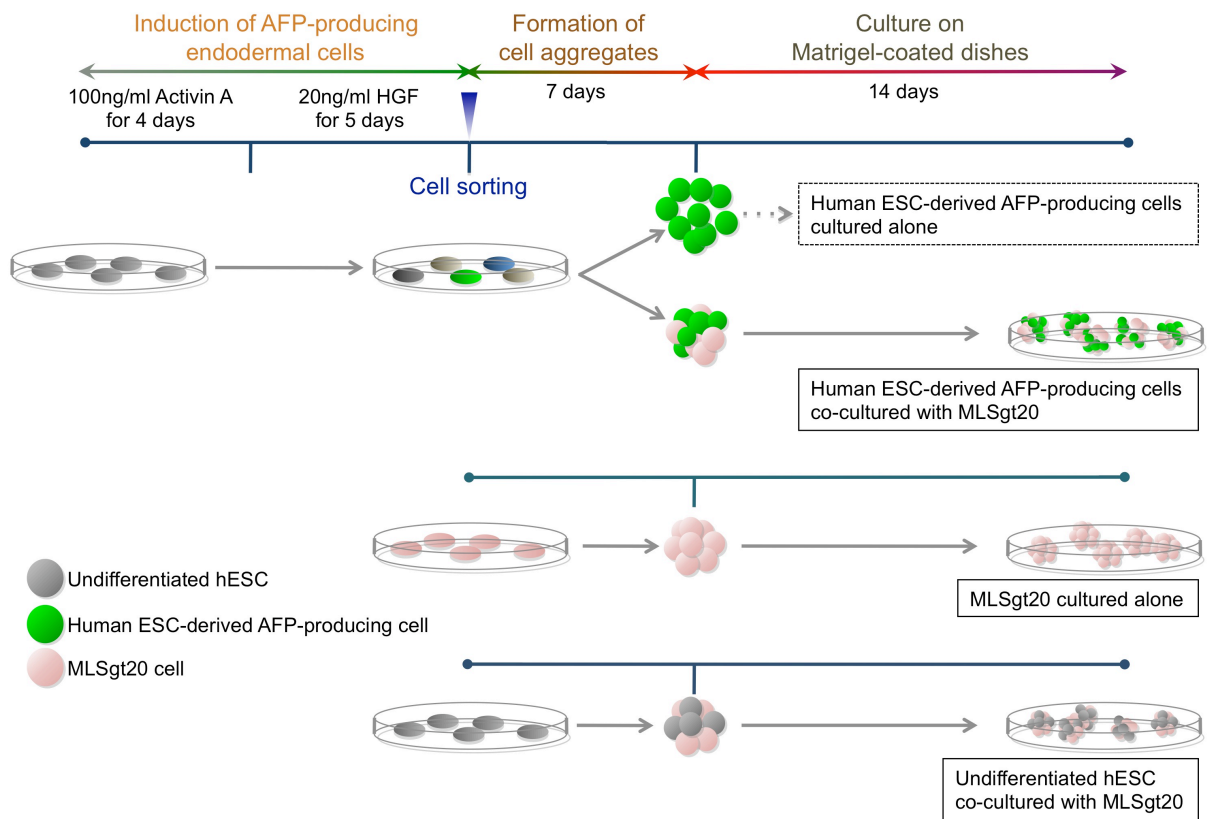 Induction of AFP-producing
endodermal cells
Formation of
cell aggregates
Culture on
Matrigel-coated dishes
100ng/ml Activin A
for 4 days
20ng/ml HGF
for 5 days
7 days
14 days
Cell sorting
Human ESC-derived AFP-producing cells
cultured alone
Human ESC-derived AFP-producing cells
co-cultured with MLSgt20
Undifferentiated hESC
Human ESC-derived AFP-producing cell
MLSgt20 cell
MLSgt20 cultured alone
Undifferentiated hESC
co-cultured with MLSgt20